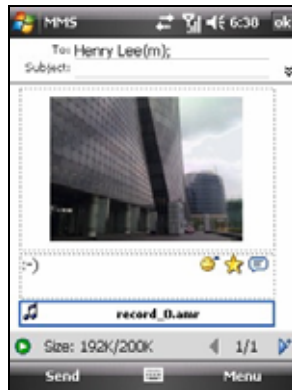 MMS 6:30 ok
To: Henry Lee(m);
Subject:
:-)
record_0.amr
Size: 192K/200K 1/1
Send Menu